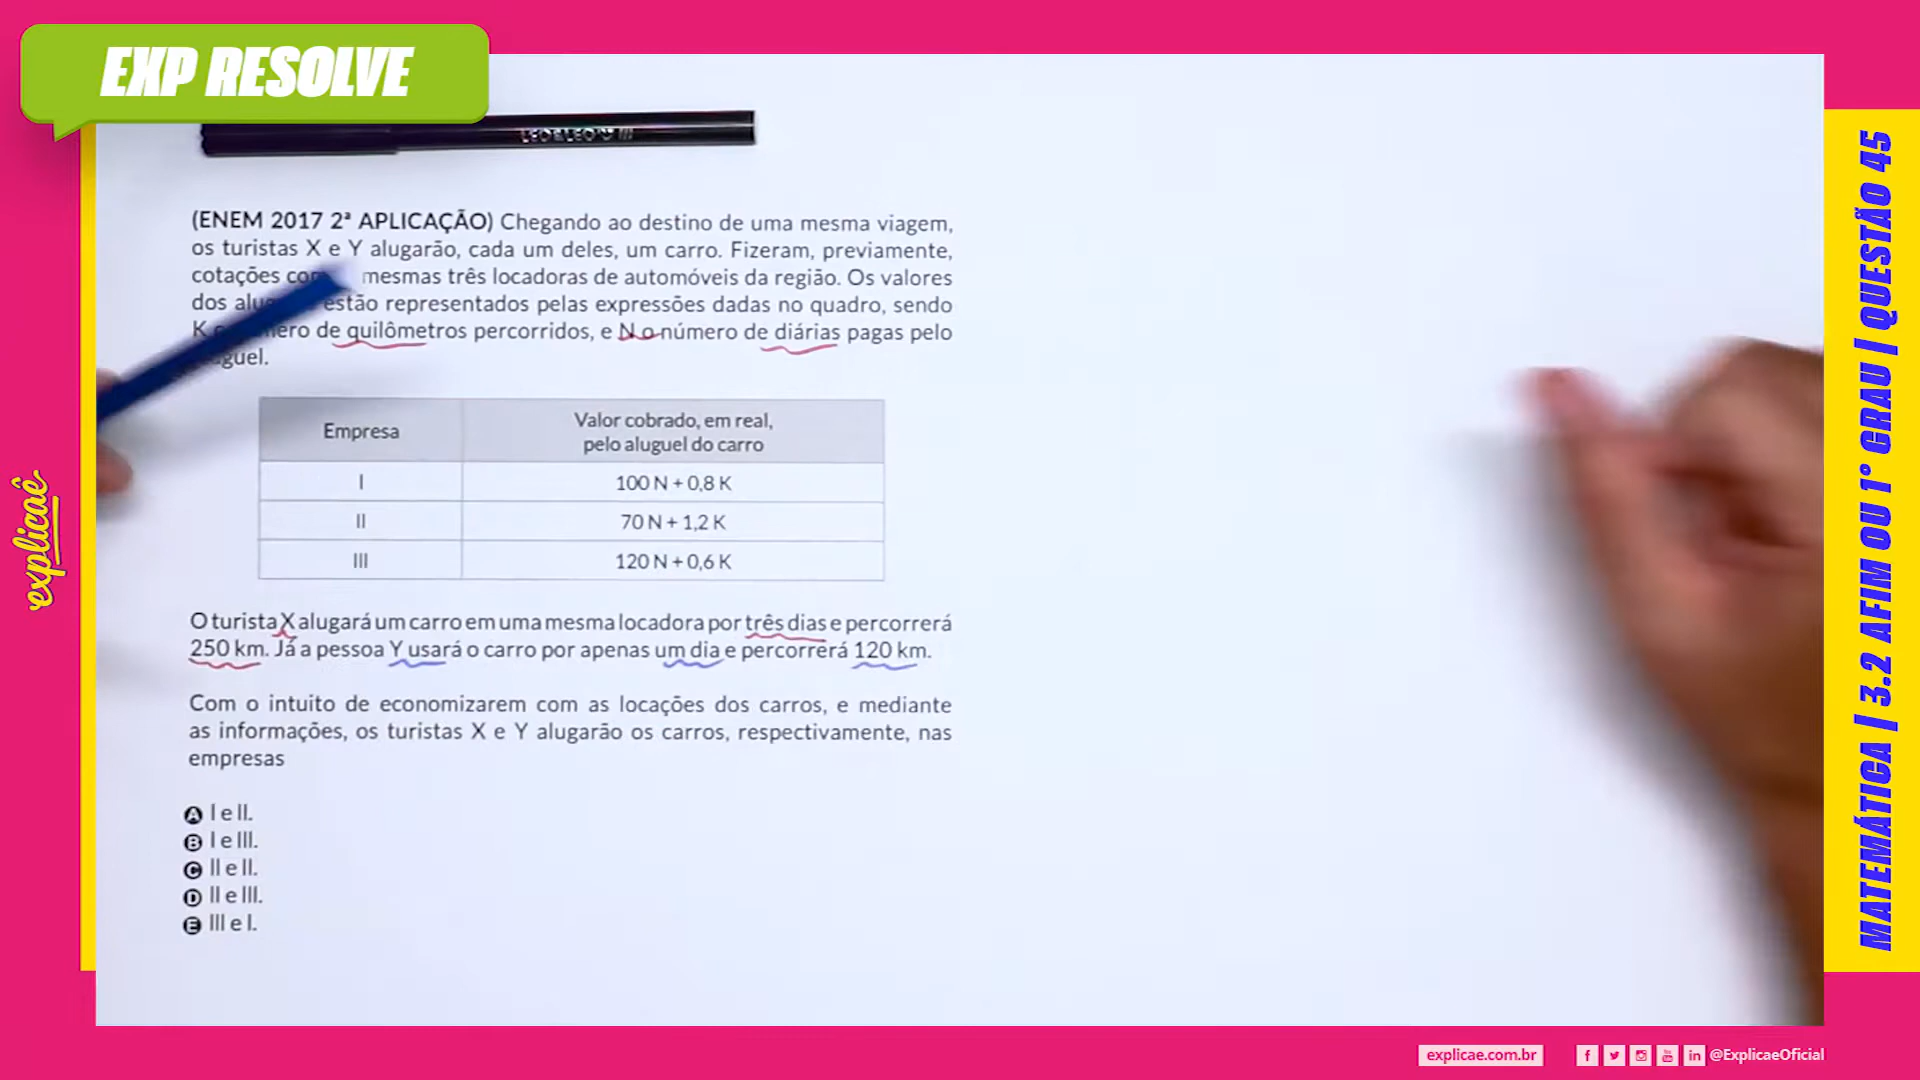 EXP RESOLVE
LEO&LEO
(ENEM 2017 2ª APLICAÇÃO) Chegando ao destino de uma mesma viagem,
os turistas X e Y alugarão, cada um deles, um carro. Fizeram, previamente,
cotações mesmas três locadoras de automóveis da região. Os valores
dos estão representados pelas expressões dadas no quadro, sendo
K de quilômetros percorridos, e N o número de diárias pagas pelo
Empresa
Valor cobrado, em real,
pelo aluguel do carro
I
100 N + 0,8 K
II
70 N + 1,2 K
III
120 N + 0,6 K
O turista X alugará um carro em uma mesma locadora por três dias e percorrerá
250 km. Já a pessoa Y usará o carro por apenas um dia e percorrerá 120 km.
Com o intuito de economizarem com as locações dos carros, e mediante
as informações, os turistas X e Y alugarão os carros, respectivamente, nas
empresas
A I e II.
B I e III.
C II e II.
D II e III.
E III e I.
explicaê
MATEMÁTICA | 3.2 AFIM OU 1° GRAU | QUESTÃO 45
explicae.com.br
@ExplicaeOficial